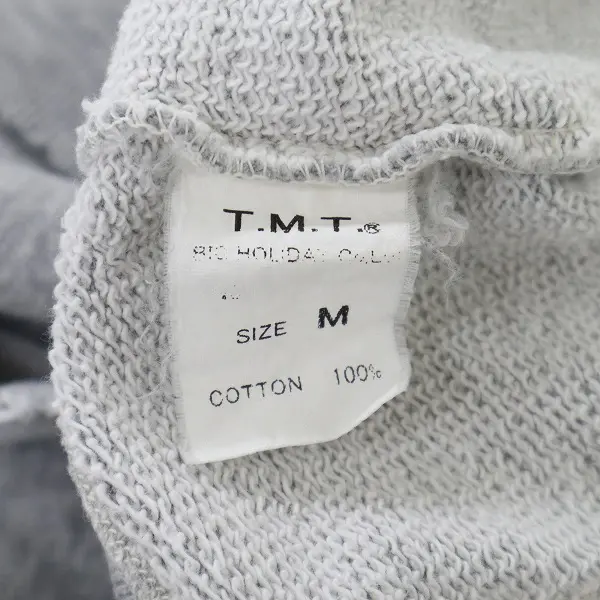 T.M.T.®
BIG HOLIDAY
SIZE M
COTTON 100%